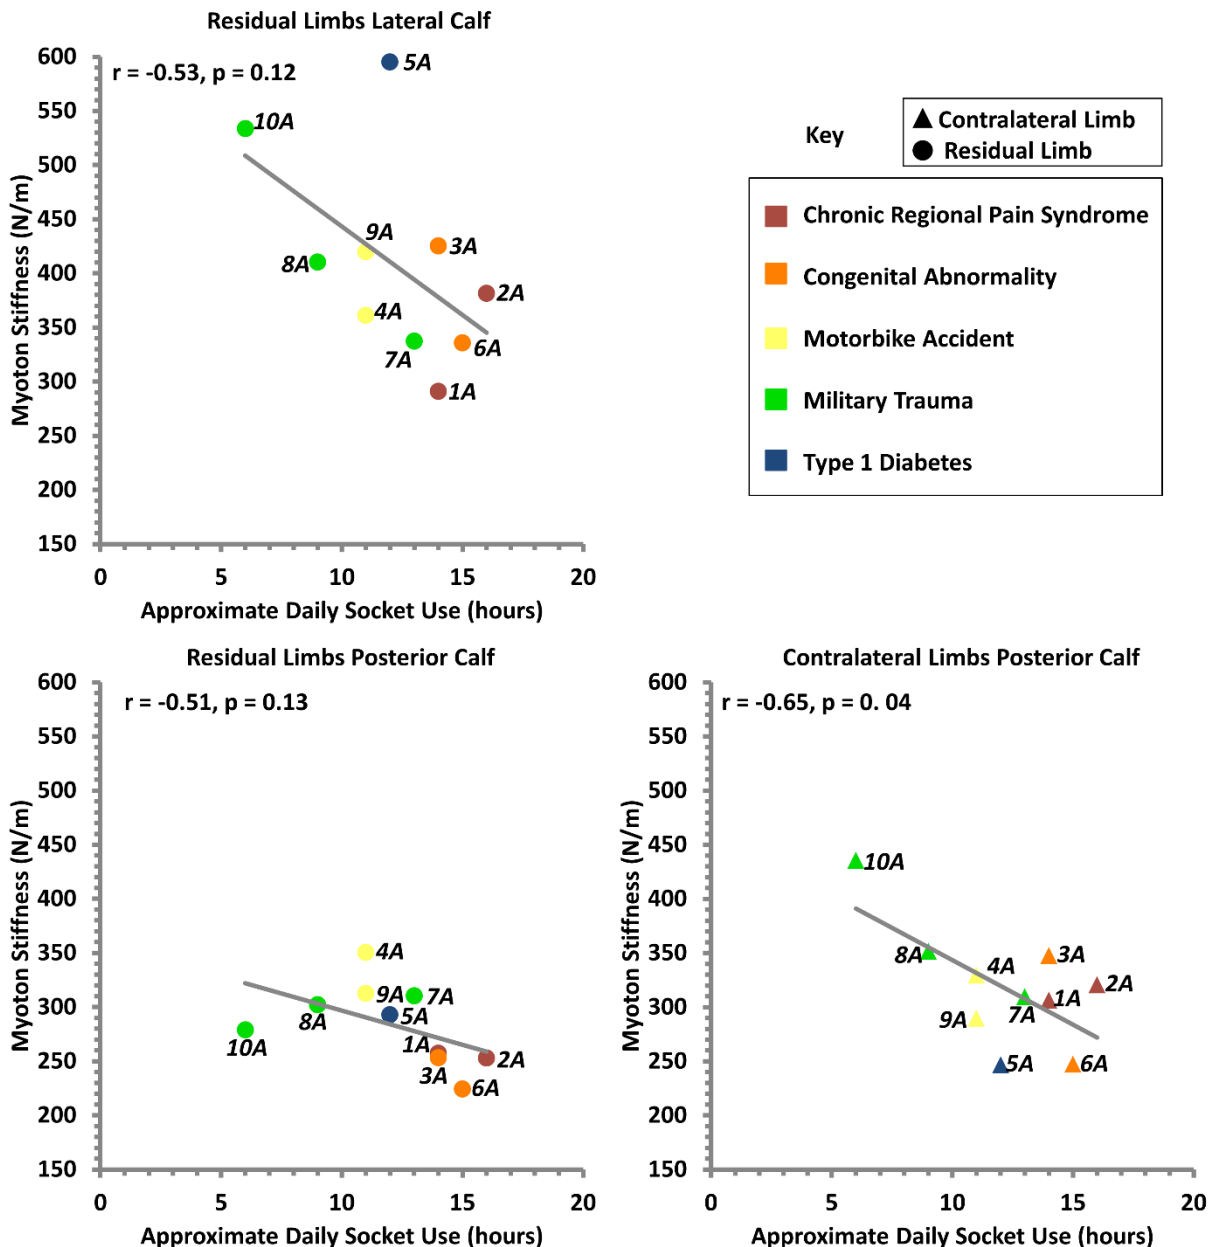 Residual Limbs Lateral Calf
r = -0.53, p = 0.12
Myoton Stiffness (N/m)
600
550
500
450
400
350
300
250
200
150
5A
10A
9A
3A
8A
2A
4A
7A
6A
1A
0 5 10 15 20
Approximate Daily Socket Use (hours)
Key
Contralateral Limb
Residual Limb
Chronic Regional Pain Syndrome
Congenital Abnormality
Motorbike Accident
Military Trauma
Type 1 Diabetes
Residual Limbs Posterior Calf
r = -0.51, p = 0.13
Myoton Stiffness (N/m)
600
550
500
450
400
350
300
250
200
150
4A
9A
7A
8A
5A
10A
1A
2A
3A
6A
0 5 10 15 20
Approximate Daily Socket Use (hours)
Contralateral Limbs Posterior Calf
r = -0.65, p = 0. 04
Myoton Stiffness (N/m)
600
550
500
450
400
350
300
250
200
150
10A
8A
4A
3A
2A
1A
7A
9A
5A
6A
0 5 10 15 20
Approximate Daily Socket Use (hours)